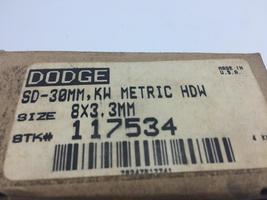 DODGE
MADE IN
U.S.A.
SD-30MM, KW METRIC HDW
SIZE 8X3.3MM
STK# 117534